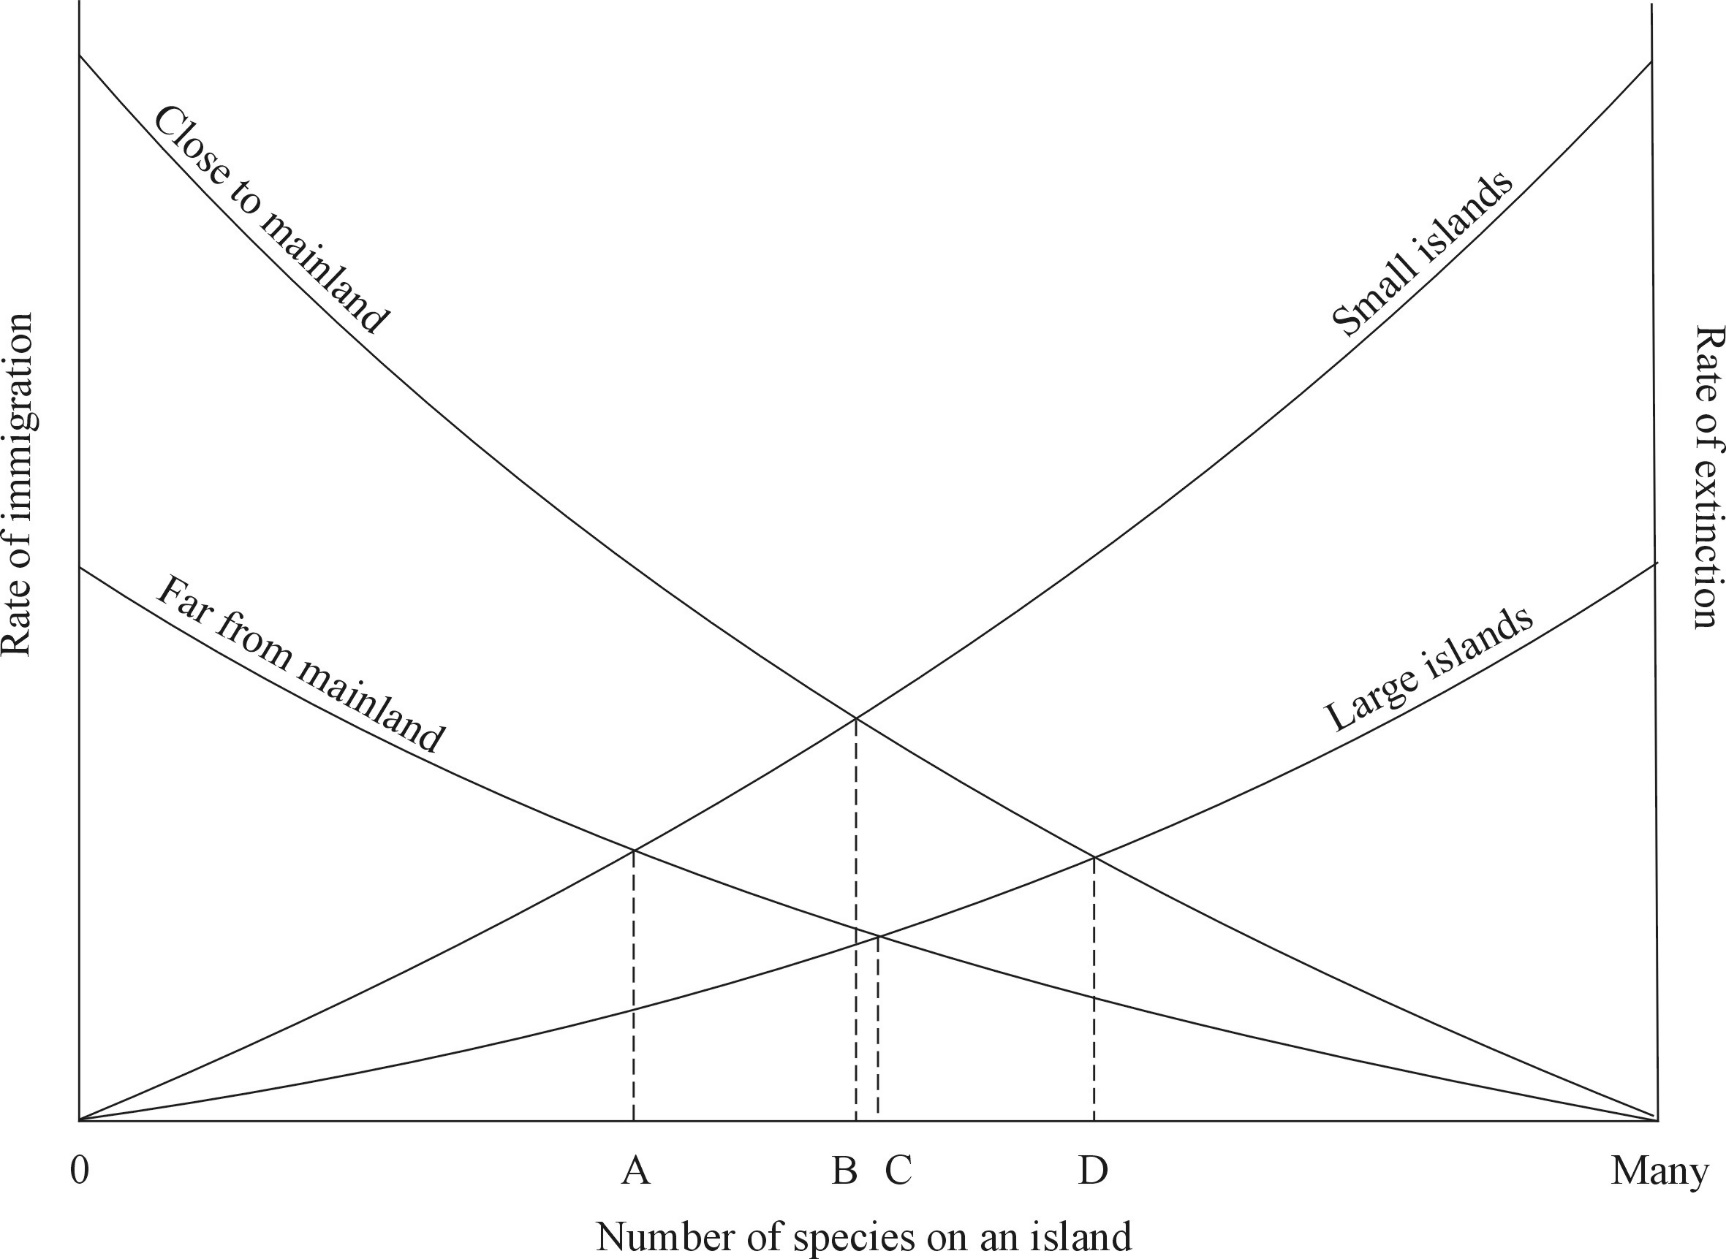 Close to mainland
Small islands
Rate of immigration
Rate of extinction
Far from mainland
Large islands
0 A B C D Many
Number of species on an island